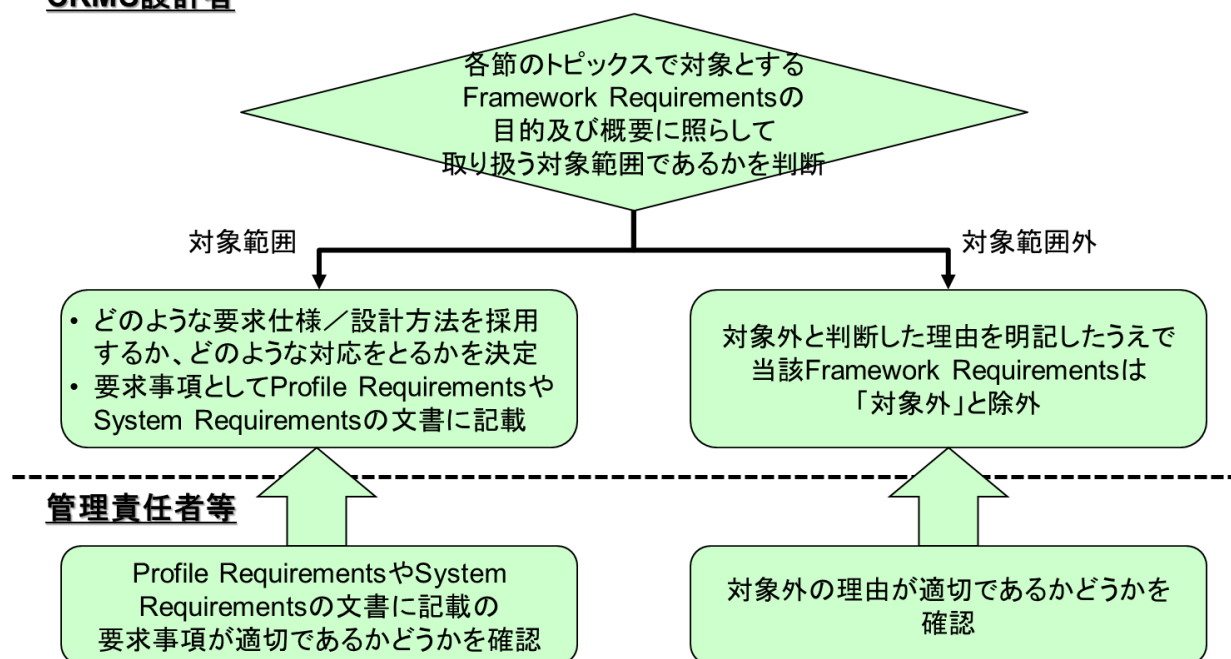 CKMS設計者
各節のトピックスで対象とする
Framework Requirementsの
目的及び概要に照らして
取り扱う対象範囲であるかを判断
対象範囲
対象範囲外
• どのような要求仕様／設計方法を採用
するか、どのような対応をとるかを決定
• 要求事項としてProfile Requirementsや
System Requirementsの文書に記載
対象外と判断した理由を明記したうえで
当該Framework Requirementsは
「対象外」と除外
管理責任者等
Profile RequirementsやSystem
Requirementsの文書に記載の
要求事項が適切であるかどうかを確認
対象外の理由が適切であるかどうかを
確認